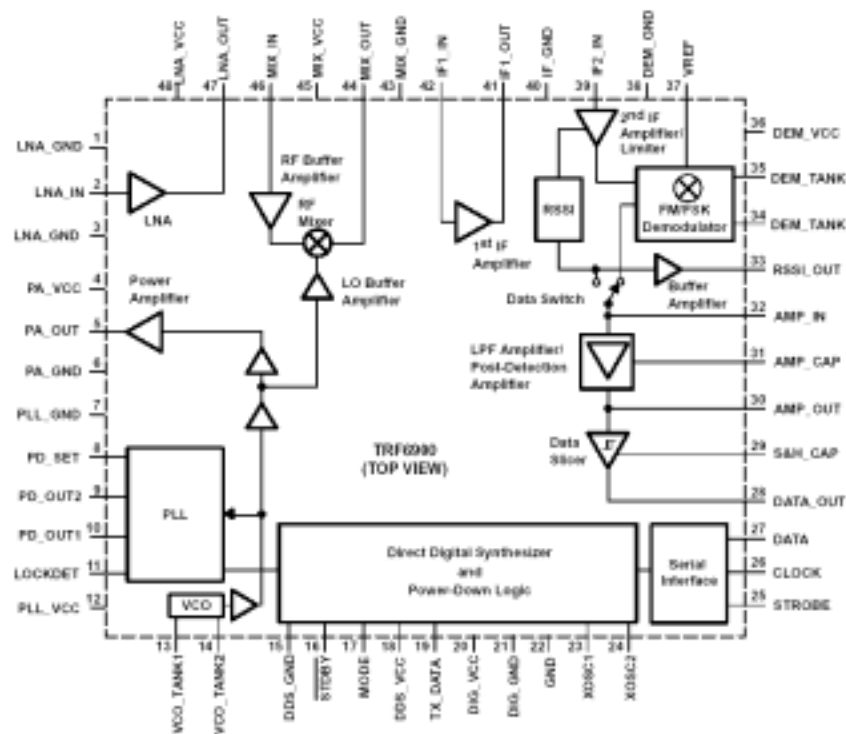 LNA_VCC
LNA_OUT
MIX_IN
MIX_VCC
MIX_OUT
MIX_GND
IF1_IN
IF1_OUT
IF_GND
IF2_IN
DEM_GND
VREF
48 47 46 45 44 43 42 41 40 39 38 37
LNA_GND 1
LNA_IN 2
LNA_GND 3
PA_VCC 4
PA_OUT 5
PA_GND 6
PLL_GND 7
PD_SET 8
PD_OUT2 9
PD_OUT1 10
LOCKDET 11
PLL_VCC 12
LNA
RF Buffer
Amplifier
RF
Mixer
Power
Amplifier
LO Buffer
Amplifier
1st IF
Amplifier
2nd IF
Amplifier/
Limiter
RSSI
FM/FSK
Demodulator
Data Switch
Buffer
Amplifier
LPF Amplifier/
Post-Detection
Amplifier
Data
Slicer
TRF6900
(TOP VIEW)
PLL
VCO
Direct Digital Synthesizer
and
Power-Down Logic
Serial
Interface
36 DEM_VCC
35 DEM_TANK
34 DEM_TANK
33 RSSI_OUT
32 AMP_IN
31 AMP_CAP
30 AMP_OUT
29 S&H_CAP
28 DATA_OUT
27 DATA
26 CLOCK
25 STROBE
13 14 15 16 17 18 19 20 21 22 23 24
VCO_TANK1
VCO_TANK2
DDS_GND
STDBY
MODE
DDS_VCC
TX_DATA
DIG_VCC
DIG_GND
GND
XOSC1
XOSC2